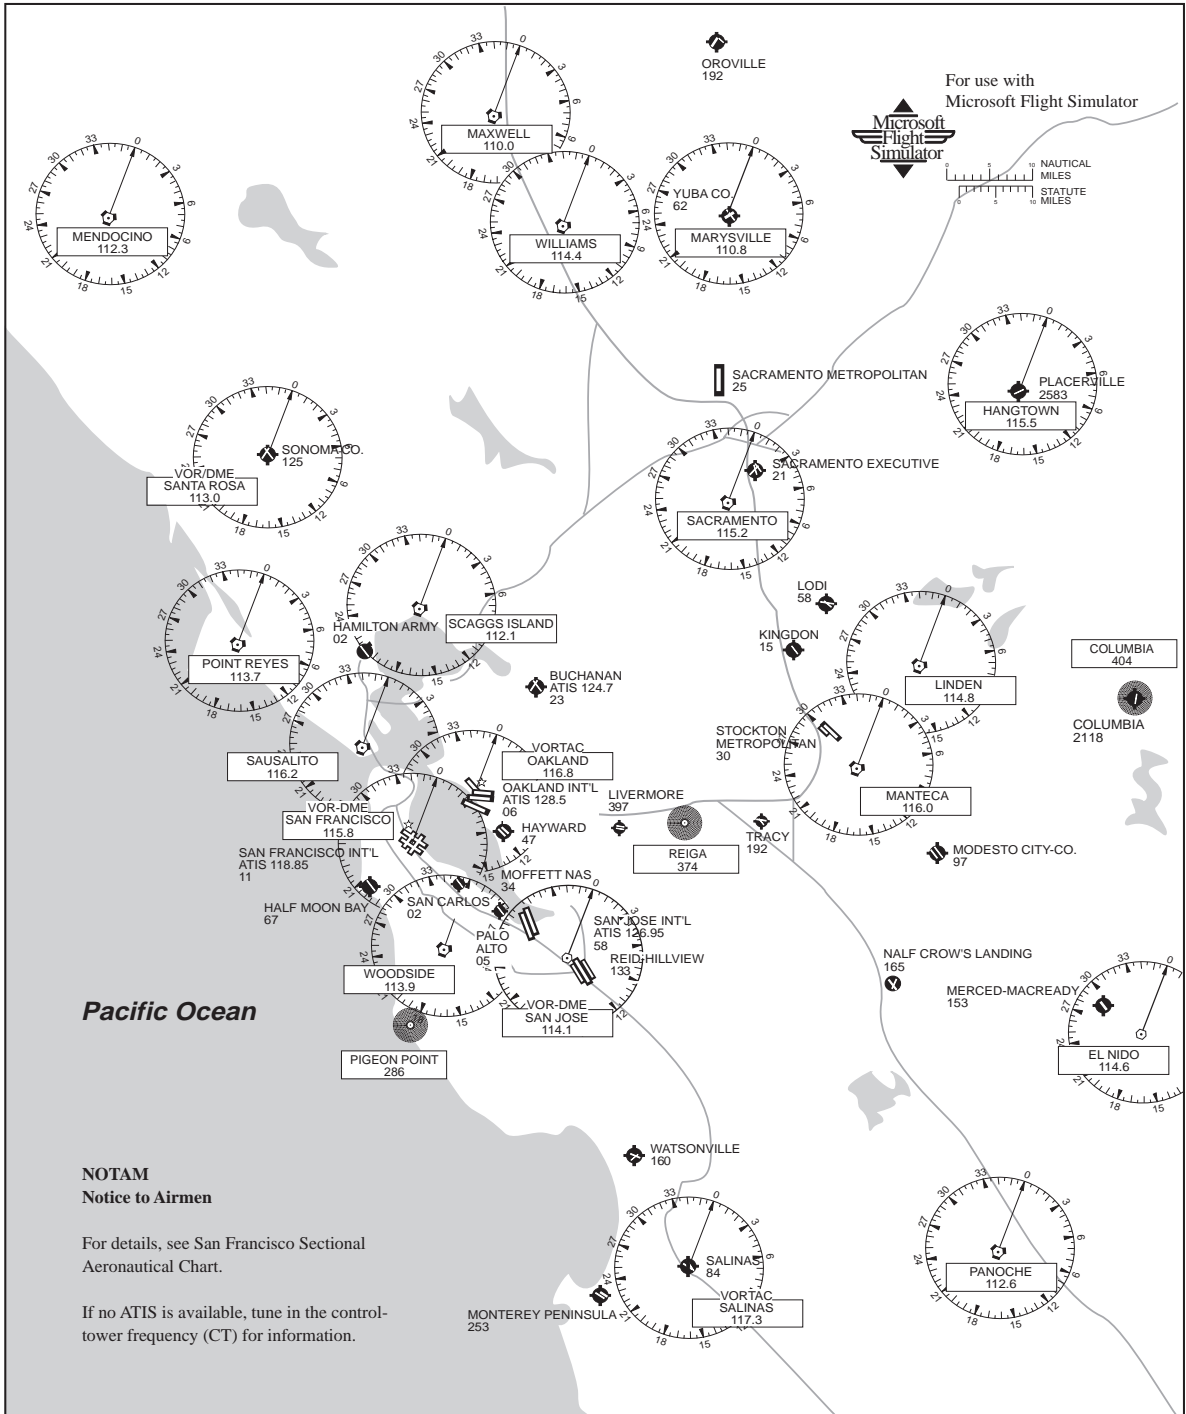 OROVILLE
192
For use with
Microsoft Flight Simulator
Microsoft
Flight
Simulator
0 5 10
NAUTICAL
MILES
STATUTE
MILES
0 5 10
MAXWELL
110.0
MENDOCINO
112.3
WILLIAMS
114.4
YUBA CO.
62
MARYSVILLE
110.8
SACRAMENTO METROPOLITAN
25
PLACERVILLE
2583
HANGTOWN
115.5
SONOMA CO.
125
VOR/DME
SANTA ROSA
113.0
SACRAMENTO EXECUTIVE
21
SACRAMENTO
115.2
LODI
58
KINGDON
15
HAMILTON ARMY
02
SCAGGS ISLAND
112.1
POINT REYES
113.7
BUCHANAN
ATIS 124.7
23
LINDEN
114.8
COLUMBIA
404
COLUMBIA
2118
SAUSALITO
116.2
STOCKTON
METROPOLITAN
30
VORTAC
OAKLAND
116.8
OAKLAND INT'L
ATIS 128.5
06
MANTECA
116.0
VOR-DME
SAN FRANCISCO
115.8
LIVERMORE
397
HAYWARD
47
REIGA
374
TRACY
192
MODESTO CITY-CO.
97
SAN FRANCISCO INT'L
ATIS 118.85
11
MOFFETT NAS
34
HALF MOON BAY
67
SAN CARLOS
02
PALO
ALTO
05
SAN JOSE INT'L
ATIS 126.95
58
REID-HILLVIEW
133
WOODSIDE
113.9
VOR-DME
SAN JOSE
114.1
NALF CROW'S LANDING
165
MERCED-MACREADY
153
EL NIDO
114.6
Pacific Ocean
PIGEON POINT
286
WATSONVILLE
160
NOTAM
Notice to Airmen
For details, see San Francisco Sectional
Aeronautical Chart.
If no ATIS is available, tune in the control-
tower frequency (CT) for information.
SALINAS
84
VORTAC
SALINAS
117.3
MONTEREY PENINSULA
253
PANOCHE
112.6